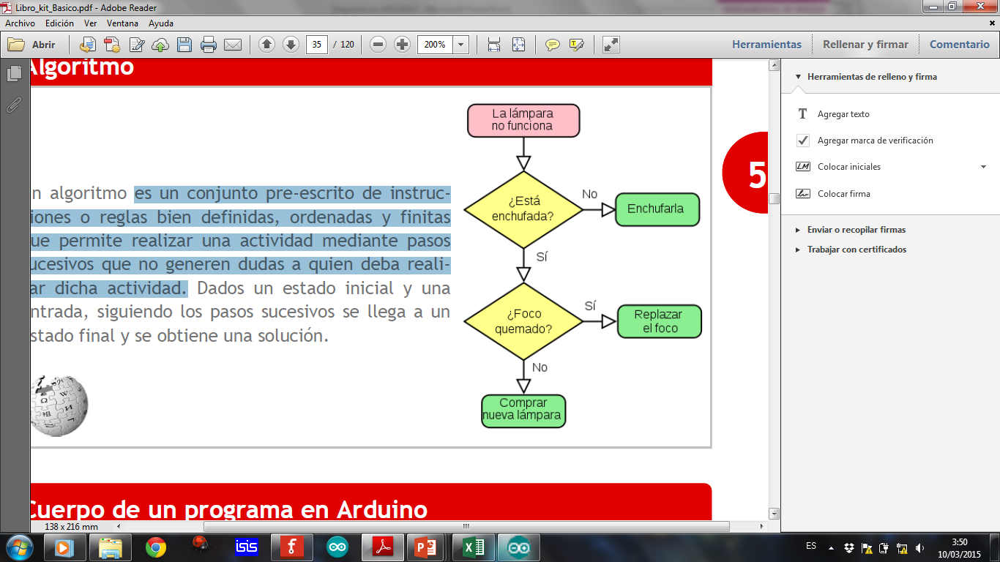 Libro_kit_Basico.pdf - Adobe Reader
Archivo Edición Ver Ventana Ayuda
Abrir 35 / 120 200% Herramientas Rellenar y firmar Comentario
Algoritmo
n algoritmo es un conjunto pre-escrito de instruc-
iones o reglas bien definidas, ordenadas y finitas
ue permite realizar una actividad mediante pasos
ucesivos que no generen dudas a quien deba reali-
ar dicha actividad. Dados un estado inicial y una
ntrada, siguiendo los pasos sucesivos se llega a un
stado final y se obtiene una solución.
La lámpara
no funciona
¿Está
enchufada?
No
Enchufarla
Sí
¿Foco
quemado?
Sí
Replazar
el foco
No
Comprar
nueva lámpara
5
Cuerpo de un programa en Arduino
138 x 216 mm
Herramientas de relleno y firma
T Agregar texto
Agregar marca de verificación
LM Colocar iniciales
Colocar firma
Enviar o recopilar firmas
Trabajar con certificados
isis
ES
3:50
10/03/2015